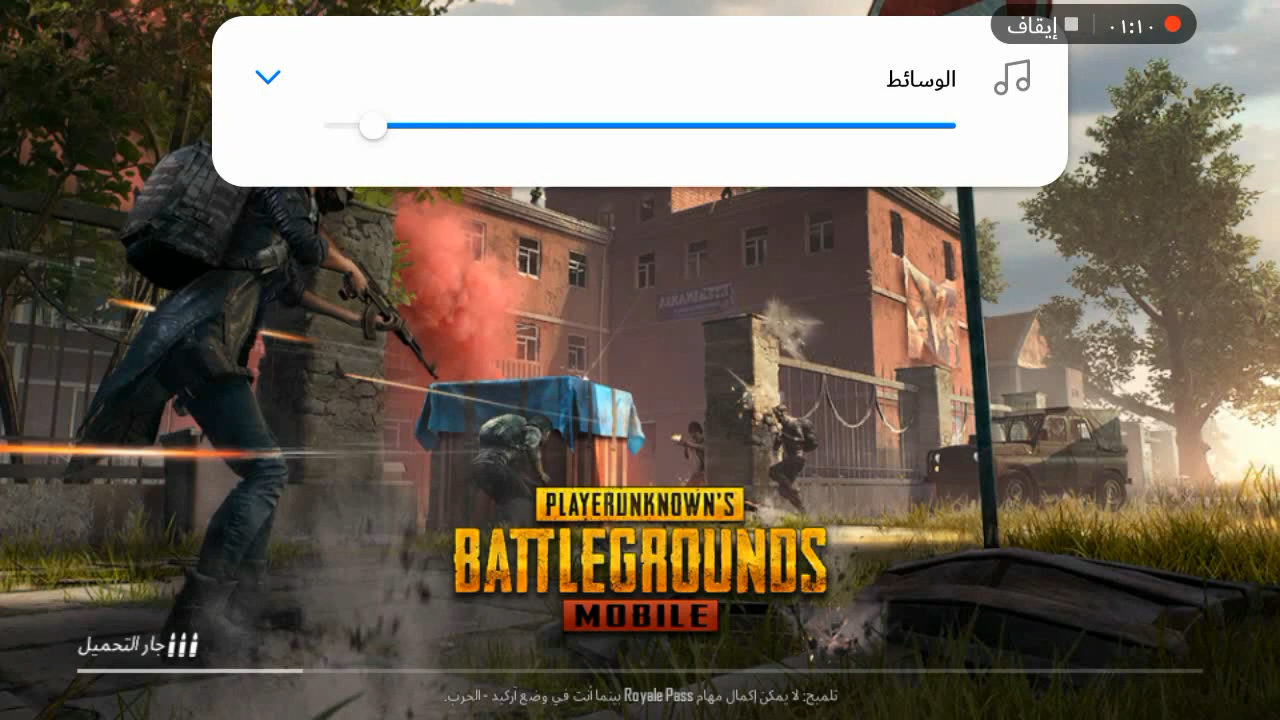 إيقاف ٠١:١٠
الوسائط
PLAYERUNKNOWN'S
BATTLEGROUNDS
MOBILE
جار التحميل
تلميح: لا يمكن إكمال مهام Royale Pass بينما أنت في وضع أركيد - الحرب.